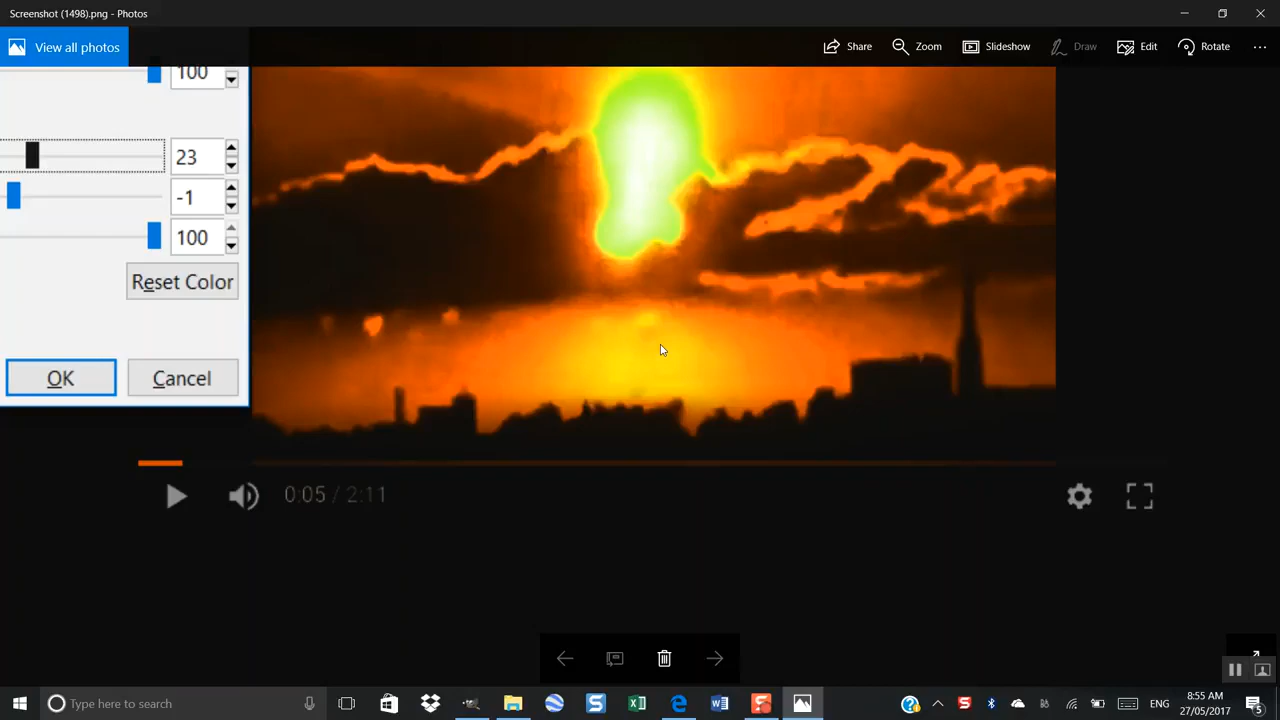 Screenshot (1498).png - Photos
View all photos
Share
Zoom
Slideshow
Draw
Edit
Rotate
100
23
-1
100
Reset Color
OK
Cancel
0:05 / 2:11
Type here to search
ENG
8:55 AM
27/05/2017
5